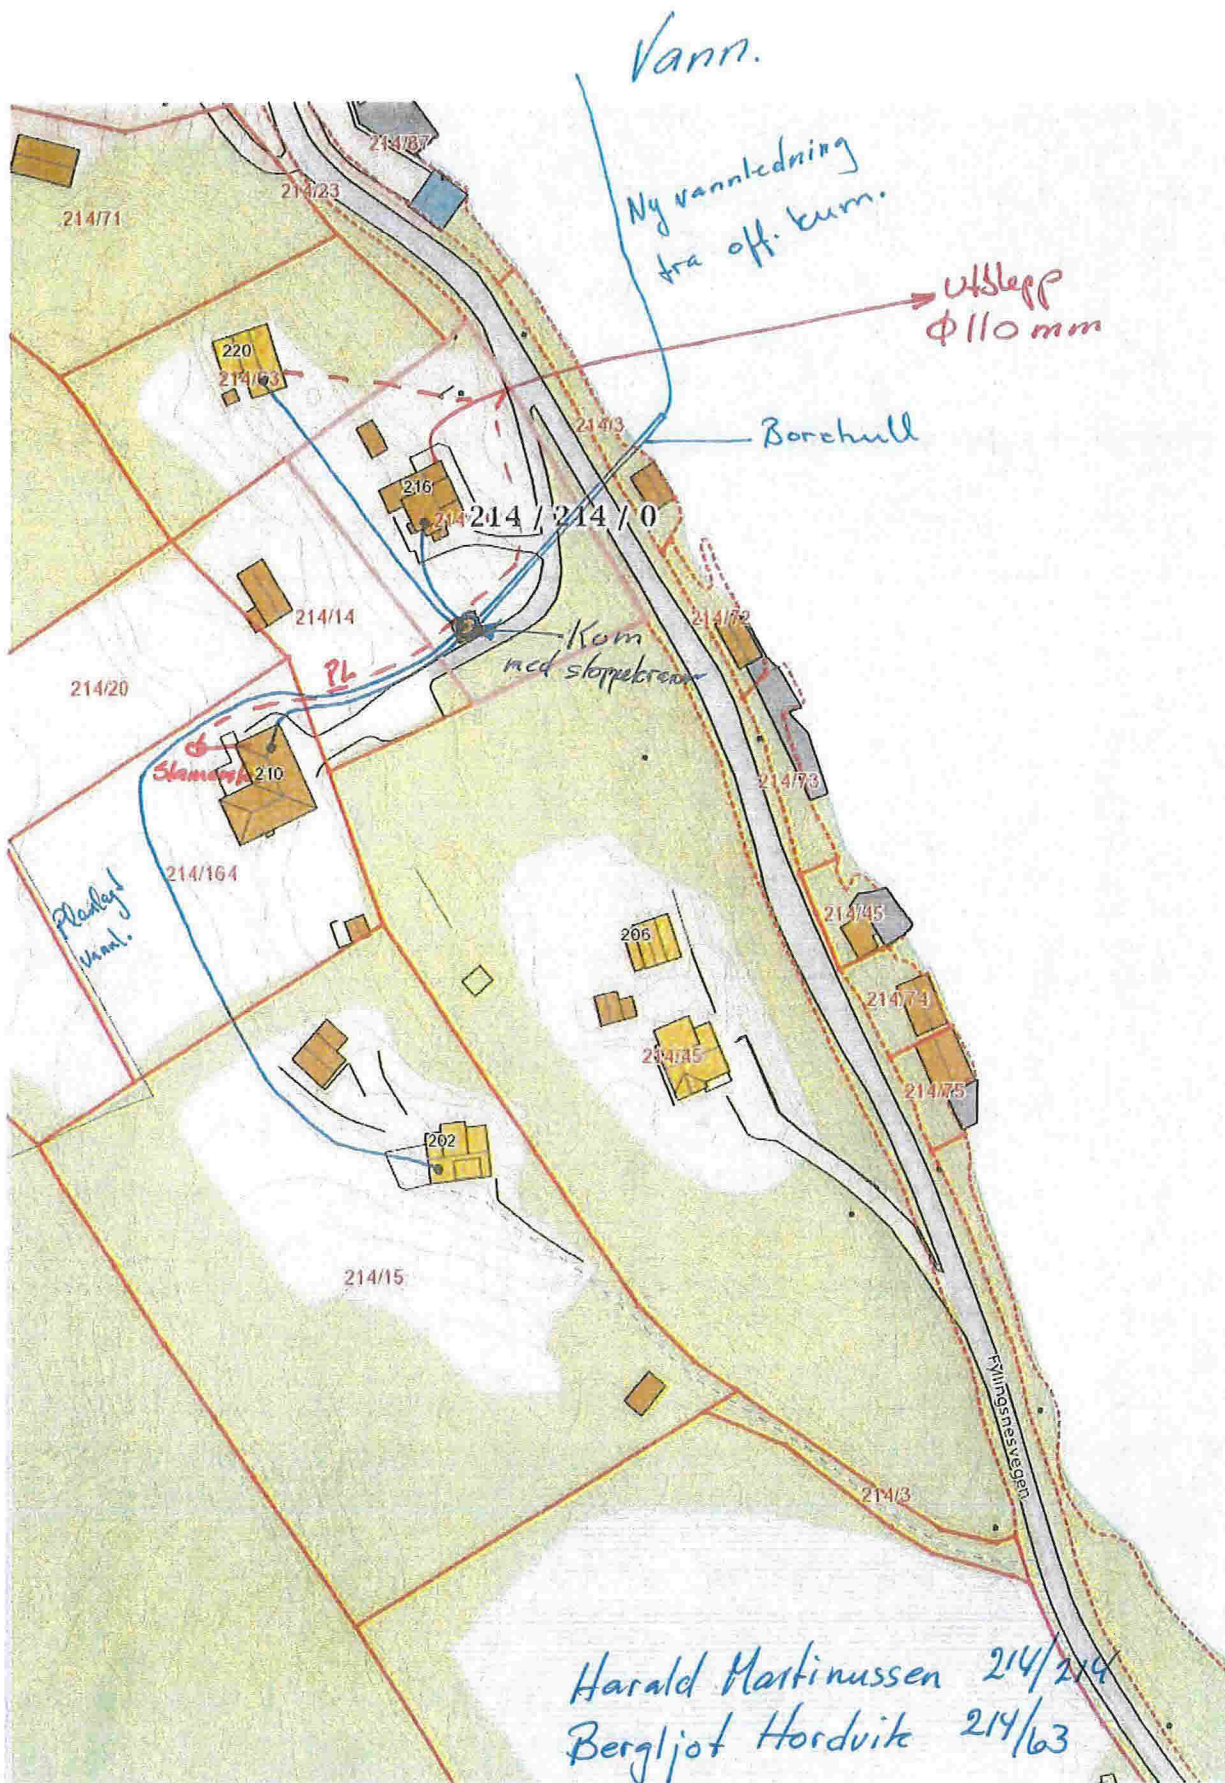 Vann.
Ny vannledning
fra off. kum.
Utslepp
Φ110 mm
Borehull
214/87
214/23
214/71
220
214/63
214/3
216
214 / 214 / 0
214/14
214/72
Kum
med stoppekran
PL
214/20
210
214/73
214/164
Planlagt
vannl.
214/45
206
214/74
214/45
214/75
202
214/15
Fyllingsnesvegen
214/3
Harald Martinussen 214/214
Bergljot Hordvik 214/63